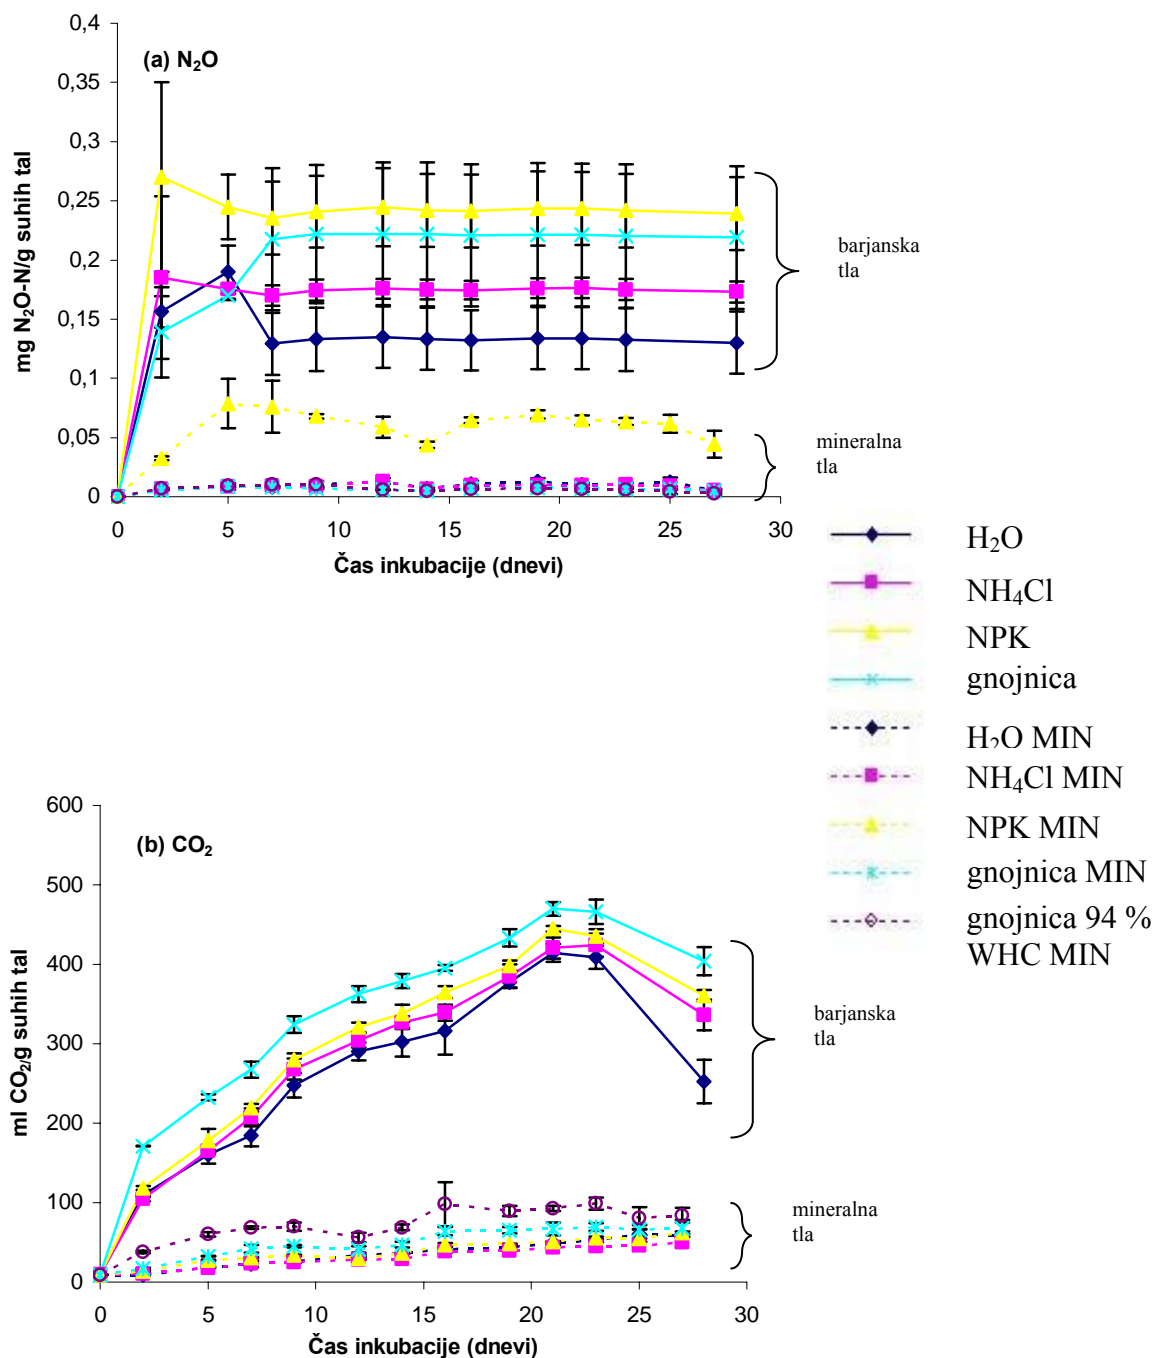 (a) N₂O
mg N₂O-N/g suhih tal
0,4
0,35
0,3
0,25
0,2
0,15
0,1
0,05
0
0
5
10
15
20
25
30
Čas inkubacije (dnevi)
barjanska
tla
mineralna
tla
H₂O
NH₄Cl
NPK
gnojnica
H₂O MIN
NH₄Cl MIN
NPK MIN
gnojnica MIN
gnojnica 94 %
WHC MIN
(b) CO₂
ml CO₂/g suhih tal
600
500
400
300
200
100
0
0
5
10
15
20
25
30
Čas inkubacije (dnevi)
barjanska
tla
mineralna
tla